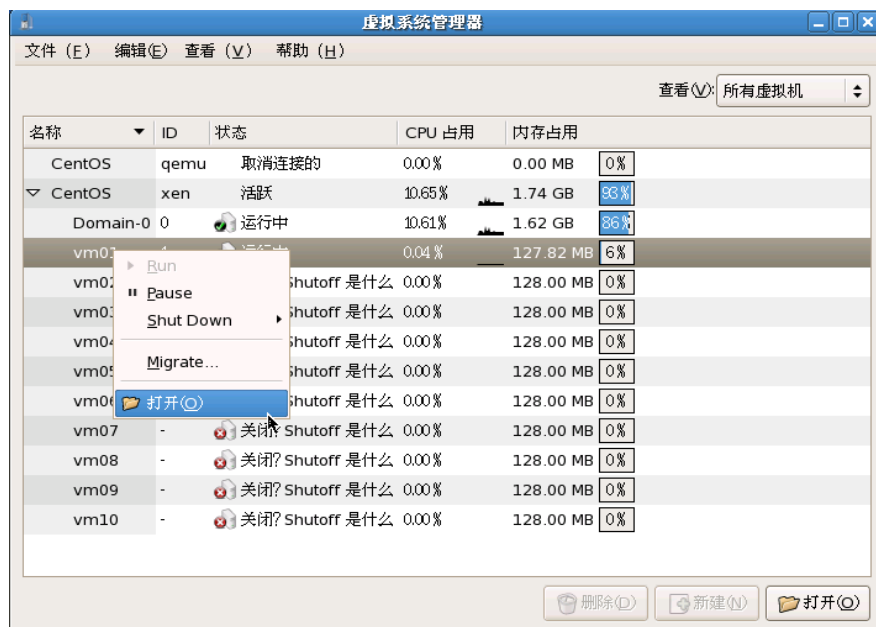 虚拟系统管理器
文件 (F) 编辑(E) 查看 (V) 帮助 (H)
查看(V): 所有虚拟机
名称 ID 状态 CPU 占用 内存占用
CentOS qemu 取消连接的 0.00 % 0.00 MB 0 %
CentOS xen 活跃 10.65 % 1.74 GB 93 %
Domain-0 0 运行中 10.61 % 1.62 GB 86 %
vm01 运行中 0.04 % 127.82 MB 6 %
Run
vm02 Shutoff 是什么 0.00 % 128.00 MB 0 %
Pause
vm03 Shutoff 是什么 0.00 % 128.00 MB 0 %
Shut Down
vm04 Shutoff 是什么 0.00 % 128.00 MB 0 %
Migrate...
vm05 Shutoff 是什么 0.00 % 128.00 MB 0 %
vm06 Shutoff 是什么 0.00 % 128.00 MB 0 %
打开(O)
vm07 - 关闭? Shutoff 是什么 0.00 % 128.00 MB 0 %
vm08 - 关闭? Shutoff 是什么 0.00 % 128.00 MB 0 %
vm09 - 关闭? Shutoff 是什么 0.00 % 128.00 MB 0 %
vm10 - 关闭? Shutoff 是什么 0.00 % 128.00 MB 0 %
删除(D) 新建(N) 打开(O)